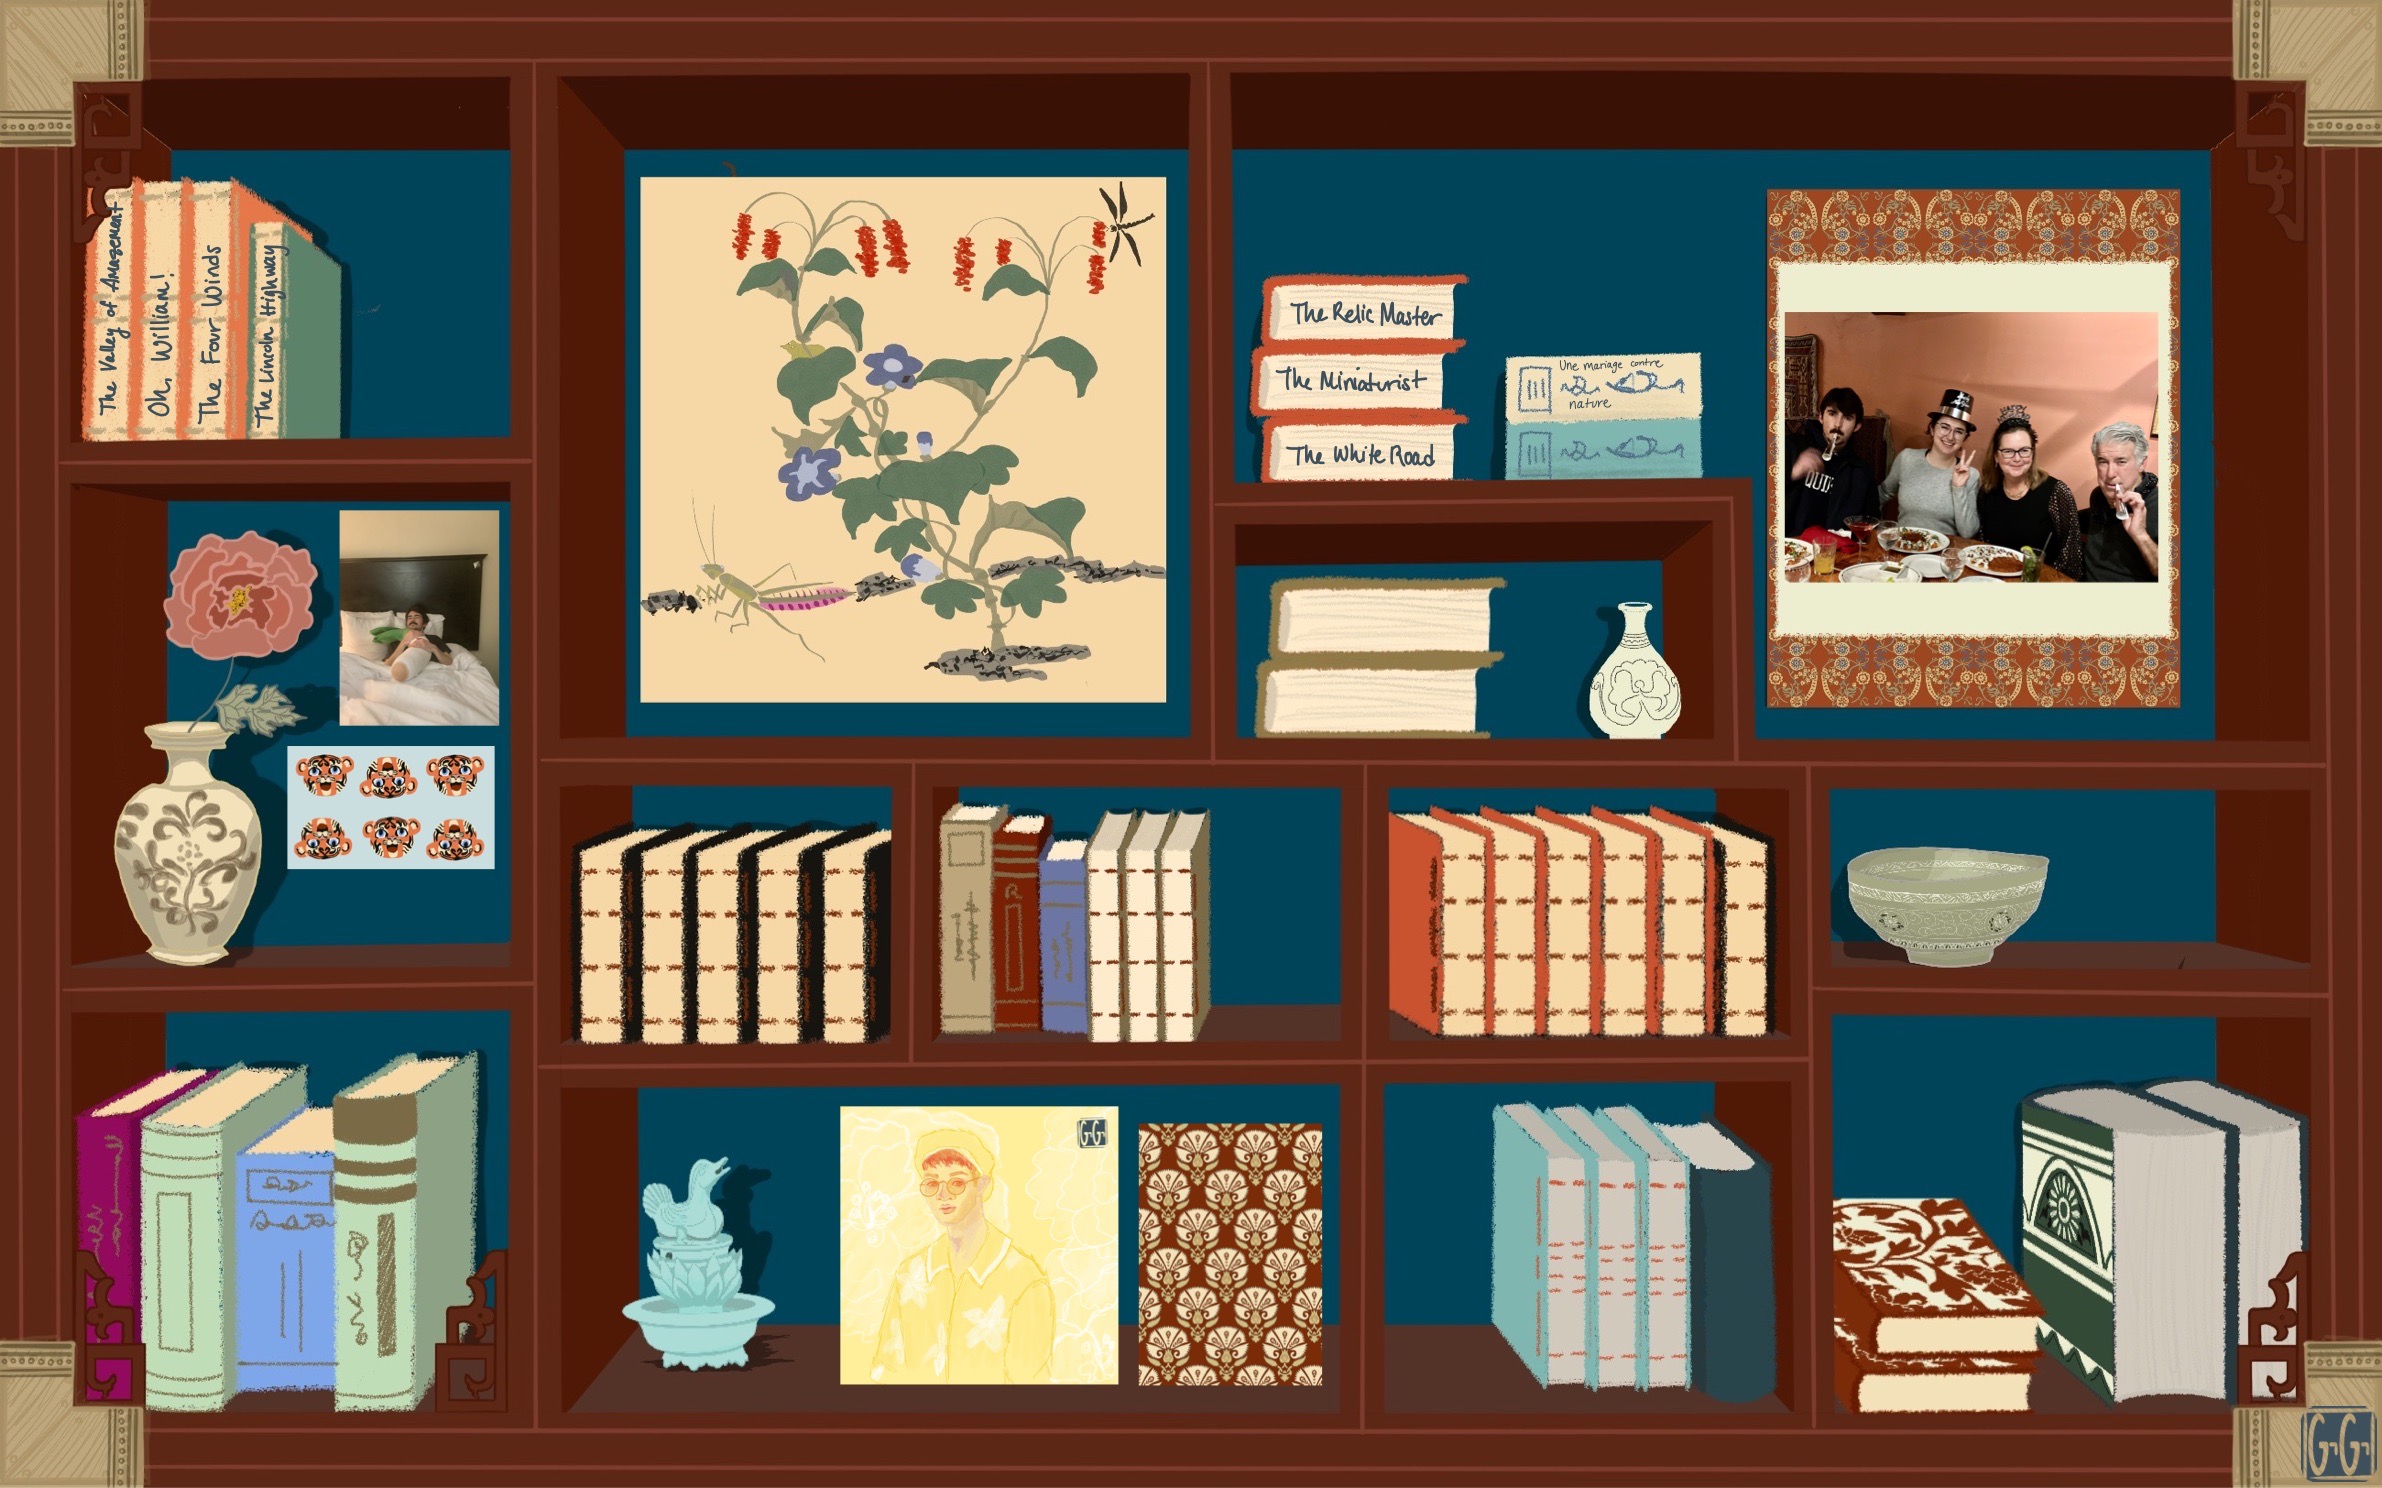 The Valley of Amazement
Oh, William!
The Four Winds
The Lincoln Highway
The Relic Master
The Miniaturist
The White Road
Une mariage contre
nature
GG
GG